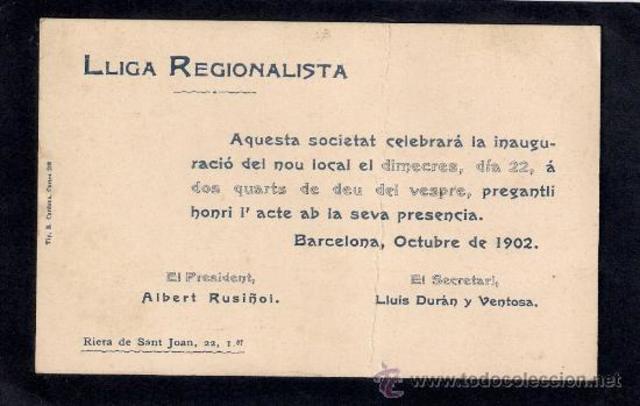 LLIGA REGIONALISTA
Aquesta societat celebrará la inaugu-
ració del nou local el dimecres, día 22, á
dos quarts de deu del vespre, pregantli
honri l' acte ab la seva presencia.
Barcelona, Octubre de 1902.
El President,
Albert Rusiñol.
El Secretari,
Lluis Durán y Ventosa.
Riera de Sant Joan, 22, 1.er
todocoleccion
www.todocoleccion.net